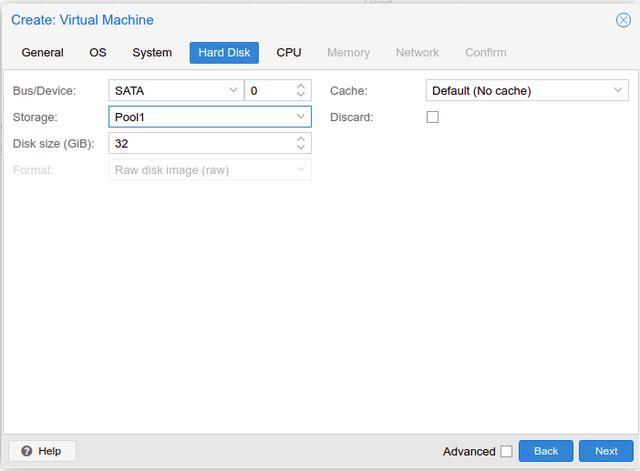 Create: Virtual Machine
General OS System Hard Disk CPU Memory Network Confirm
Bus/Device: SATA 0 Cache: Default (No cache)
Storage: Pool1 Discard:
Disk size (GiB): 32
Format: Raw disk image (raw)
Help Advanced Back Next